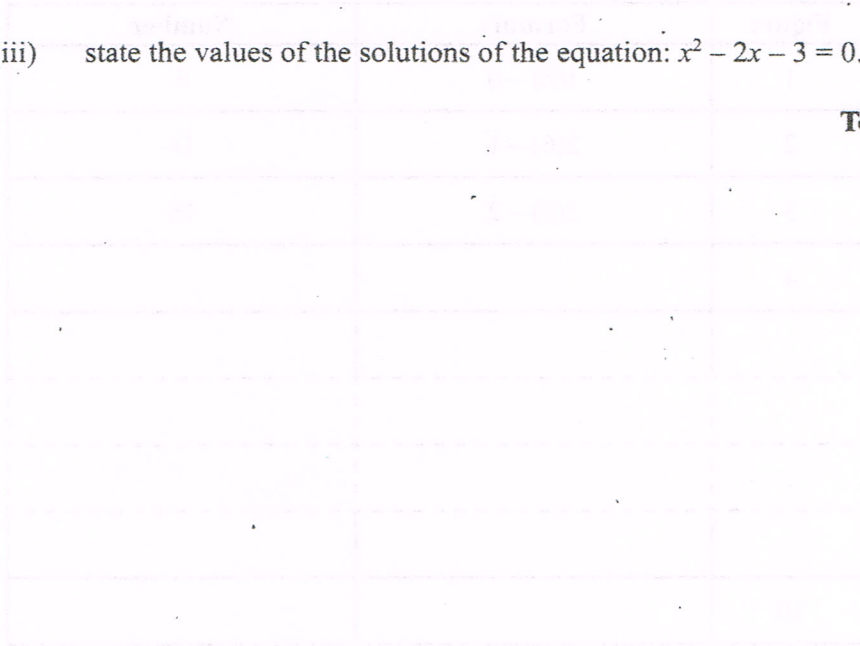 iii) state the values of the solutions of the equation: x² – 2x – 3 = 0.